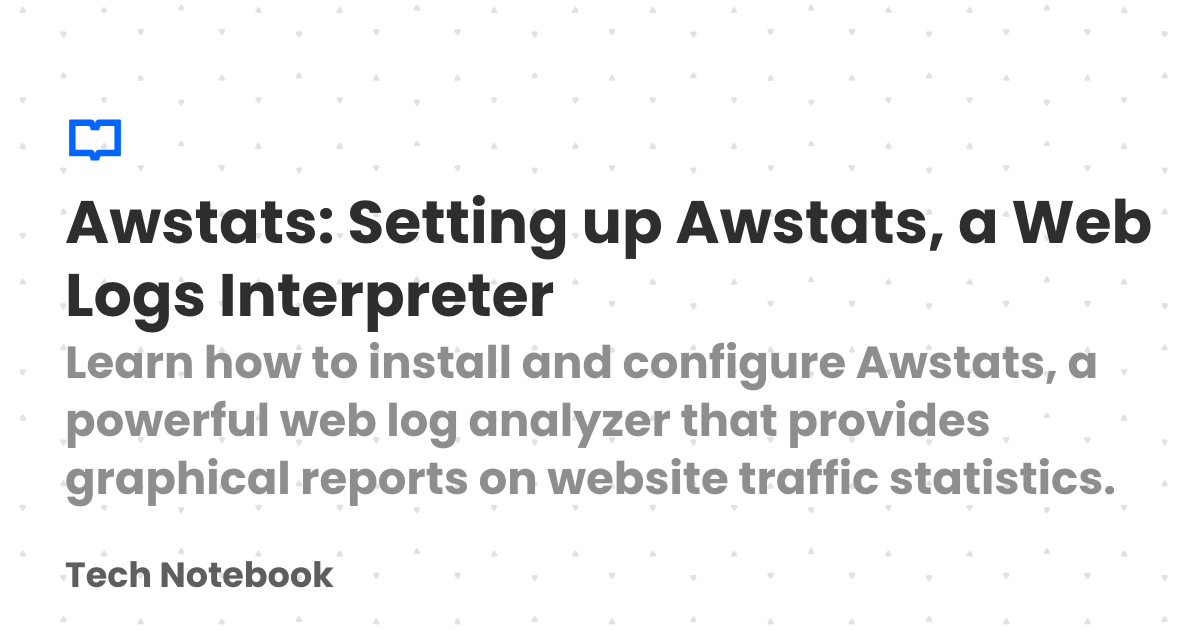 Awstats: Setting up Awstats, a Web
Logs Interpreter
Learn how to install and configure Awstats, a
powerful web log analyzer that provides
graphical reports on website traffic statistics.
Tech Notebook